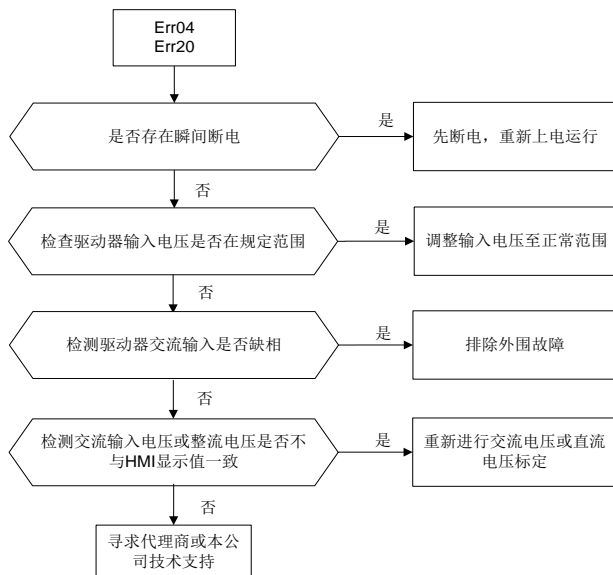 Err04
Err20
是否存在瞬间断电
是
先断电，重新上电运行
否
检查驱动器输入电压是否在规定范围
是
调整输入电压至正常范围
否
检测驱动器交流输入是否缺相
是
排除外围故障
否
检测交流输入电压或整流电压是否不
与HMI显示值一致
是
重新进行交流电压或直流
电压标定
否
寻求代理商或本公
司技术支持